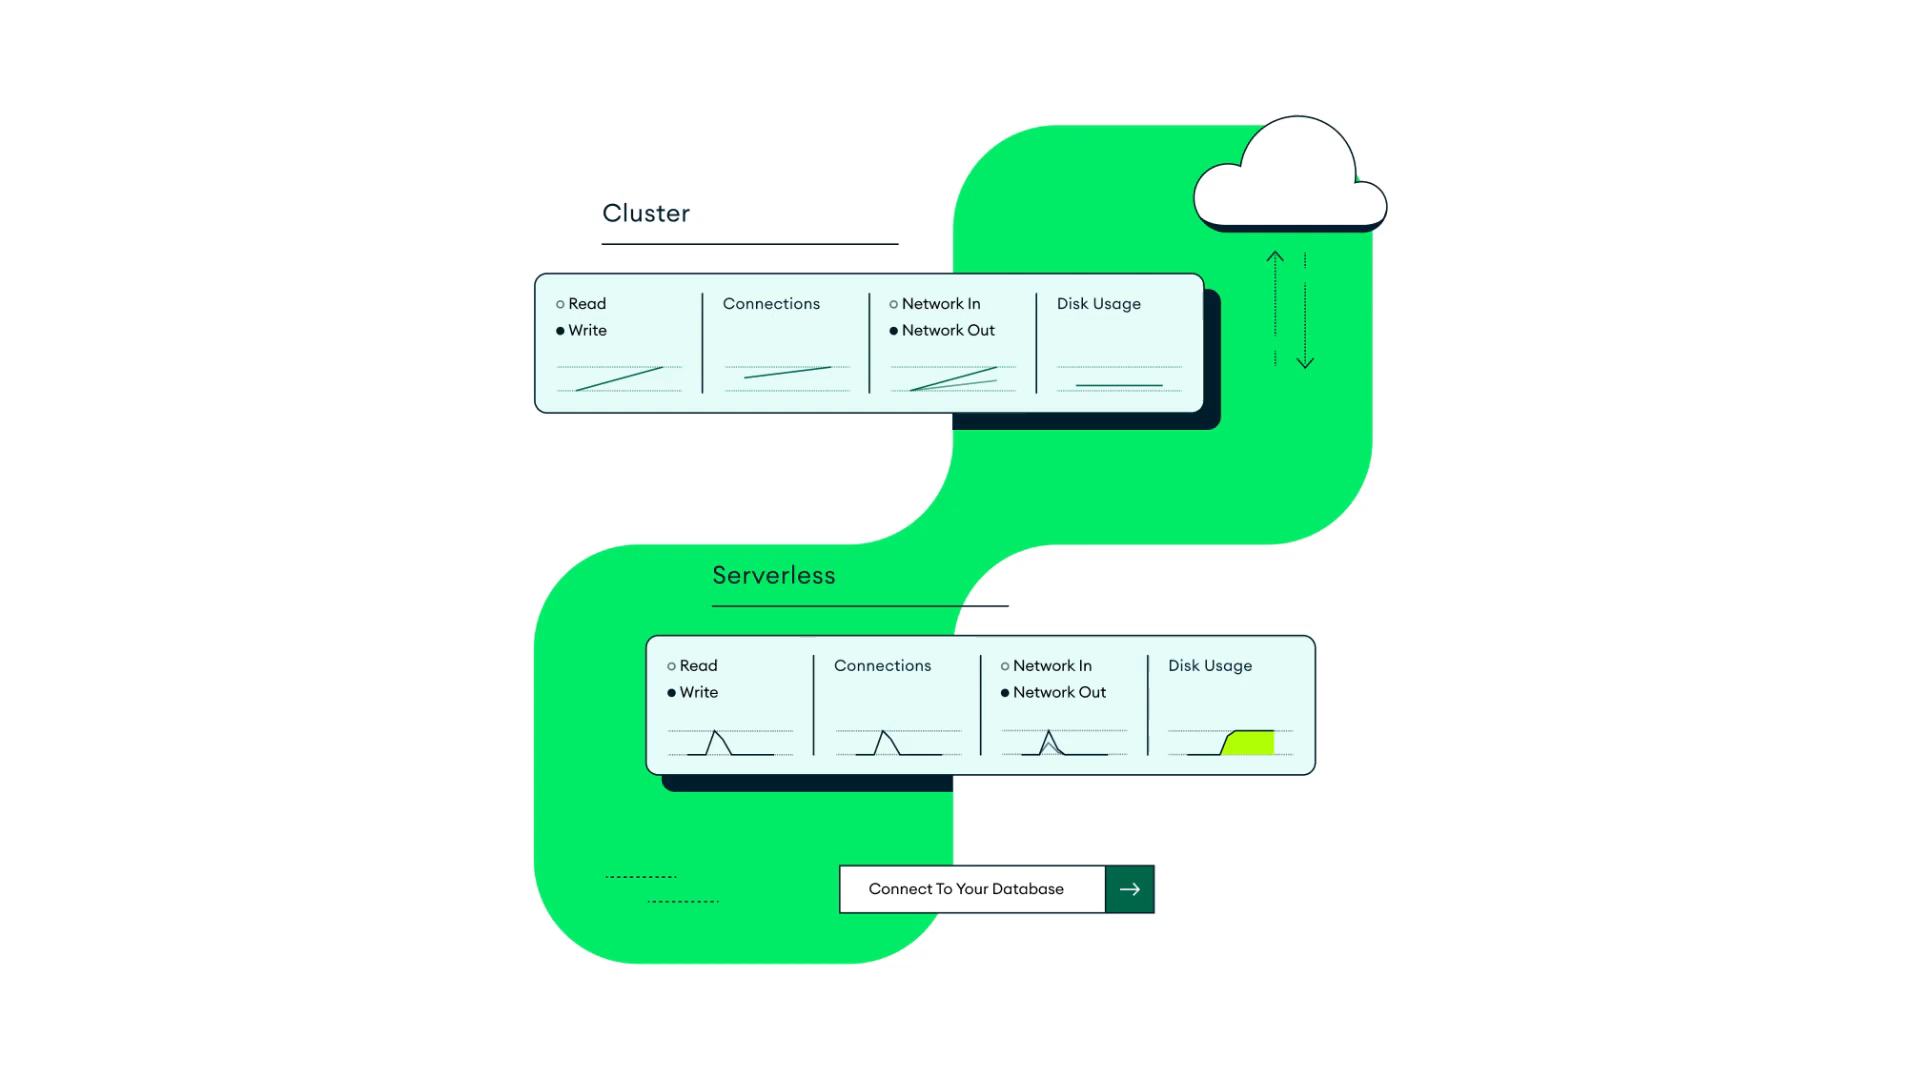 Cluster
Read
Write
Connections
Network In
Network Out
Disk Usage
Serverless
Read
Write
Connections
Network In
Network Out
Disk Usage
Connect To Your Database